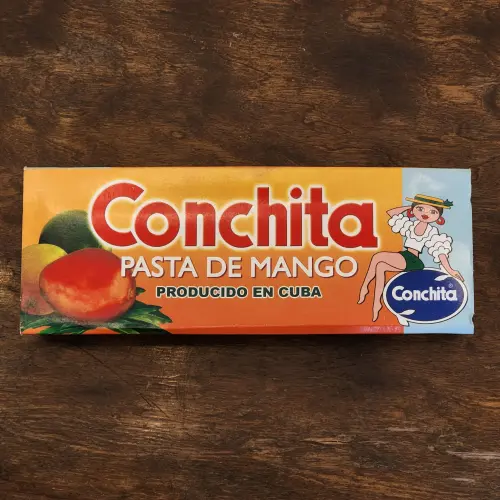 Conchita
PASTA DE MANGO
PRODUCIDO EN CUBA
Conchita®